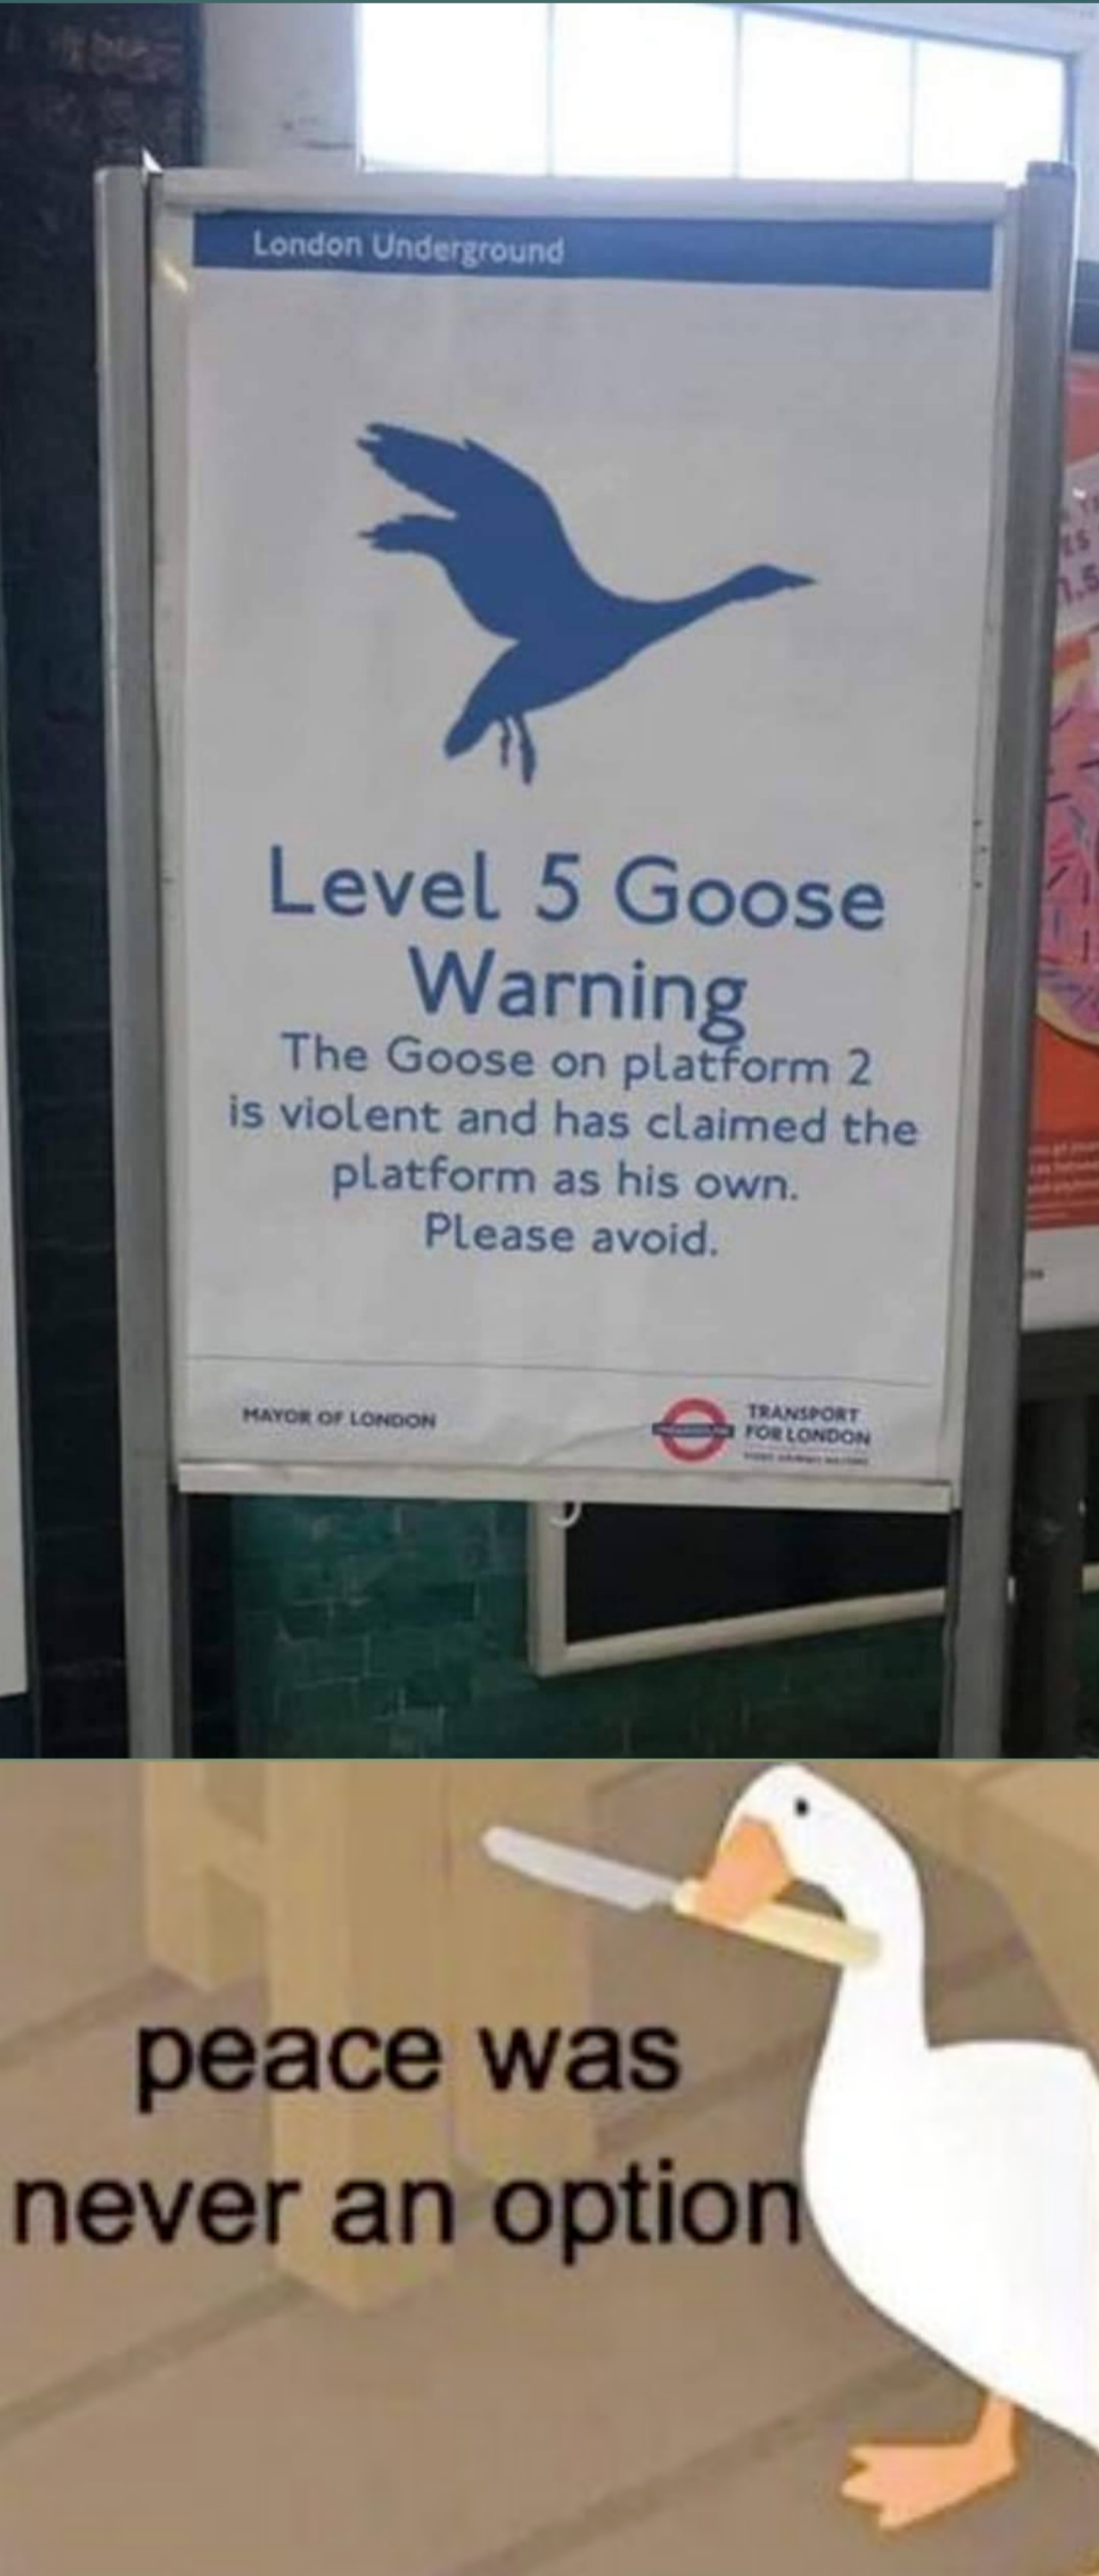 London Underground
Level 5 Goose
Warning
The Goose on platform 2
is violent and has claimed the
platform as his own.
Please avoid.
MAYOR OF LONDON
TRANSPORT
FOR LONDON
peace was
never an option